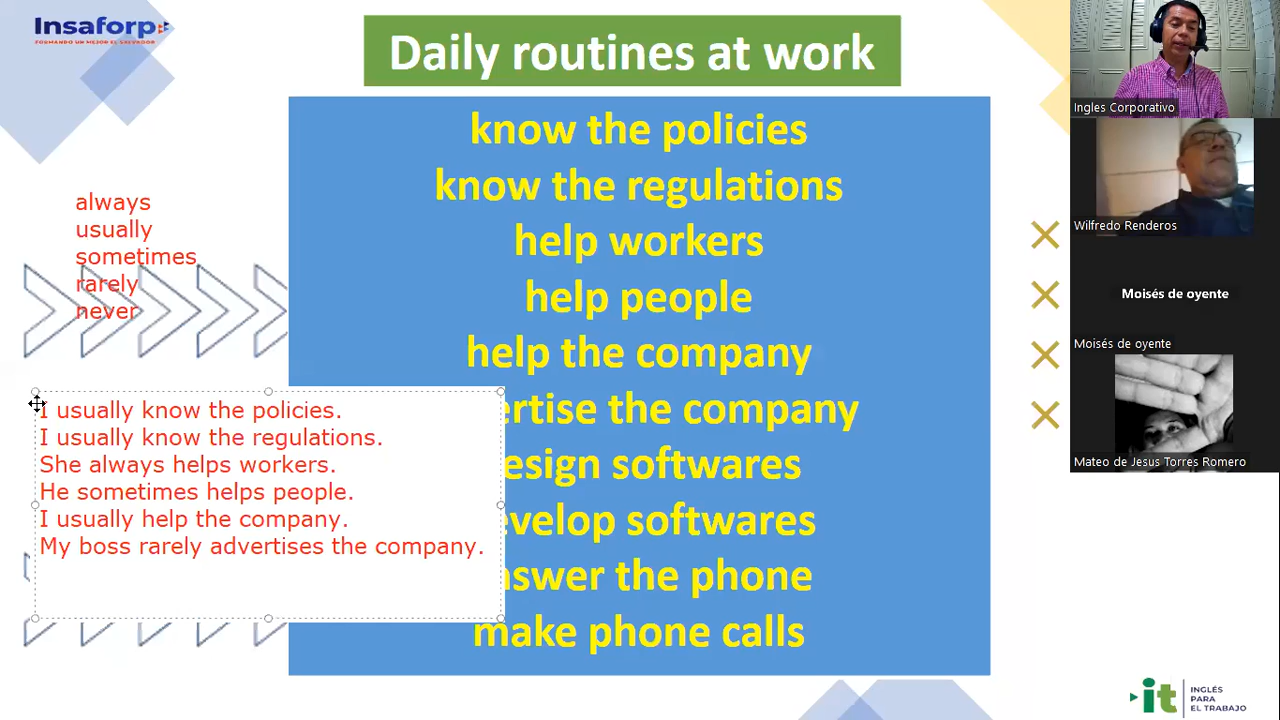 Insaforp
FORMANDO UN MEJOR EL SALVADOR
Daily routines at work
know the policies
know the regulations
help workers
help people
help the company
ertise the company
esign softwares
evelop softwares
nswer the phone
make phone calls
always
usually
sometimes
rarely
never
I usually know the policies.
I usually know the regulations.
She always helps workers.
He sometimes helps people.
I usually help the company.
My boss rarely advertises the company.
Ingles Corporativo
Wilfredo Renderos
Moisés de oyente
Moisés de oyente
Mateo de Jesus Torres Romero
it
INGLÉS
PARA
EL TRABAJO